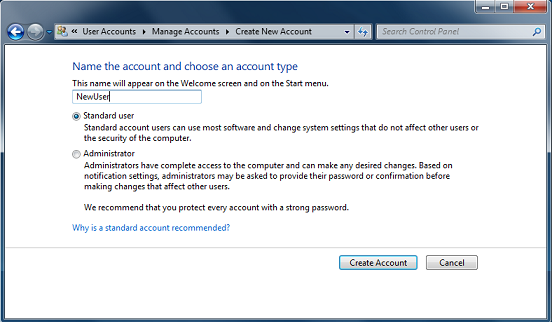 « User Accounts ▸ Manage Accounts ▸ Create New Account
Search Control Panel
Name the account and choose an account type
This name will appear on the Welcome screen and on the Start menu.
NewUser
Standard user
Standard account users can use most software and change system settings that do not affect other users or
the security of the computer.
Administrator
Administrators have complete access to the computer and can make any desired changes. Based on
notification settings, administrators may be asked to provide their password or confirmation before
making changes that affect other users.
We recommend that you protect every account with a strong password.
Why is a standard account recommended?
Create Account
Cancel